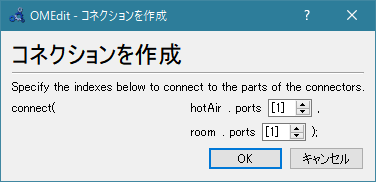 OMEdit - コネクションを作成
コネクションを作成
Specify the indexes below to connect to the parts of the connectors.
connect( hotAir . ports [1] ,
room . ports [1] );
OK キャンセル